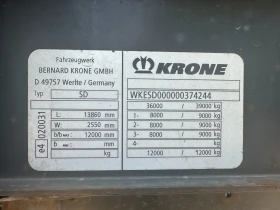 Fahrzeugwerk
BERNARD KRONE GMBH
D 49757 Werlte / Germany
KRONE
Typ SD
WKESD000000374244
e4 020031
L: 13860 mm
W: 2550 mm
b/b max: 12000 mm
b mm
kg
36000 / 39000 kg
1- 8000 / 9000 kg
2- 8000 / 9000 kg
3- 8000 / 9000 kg
4-
12000 / 12000 kg